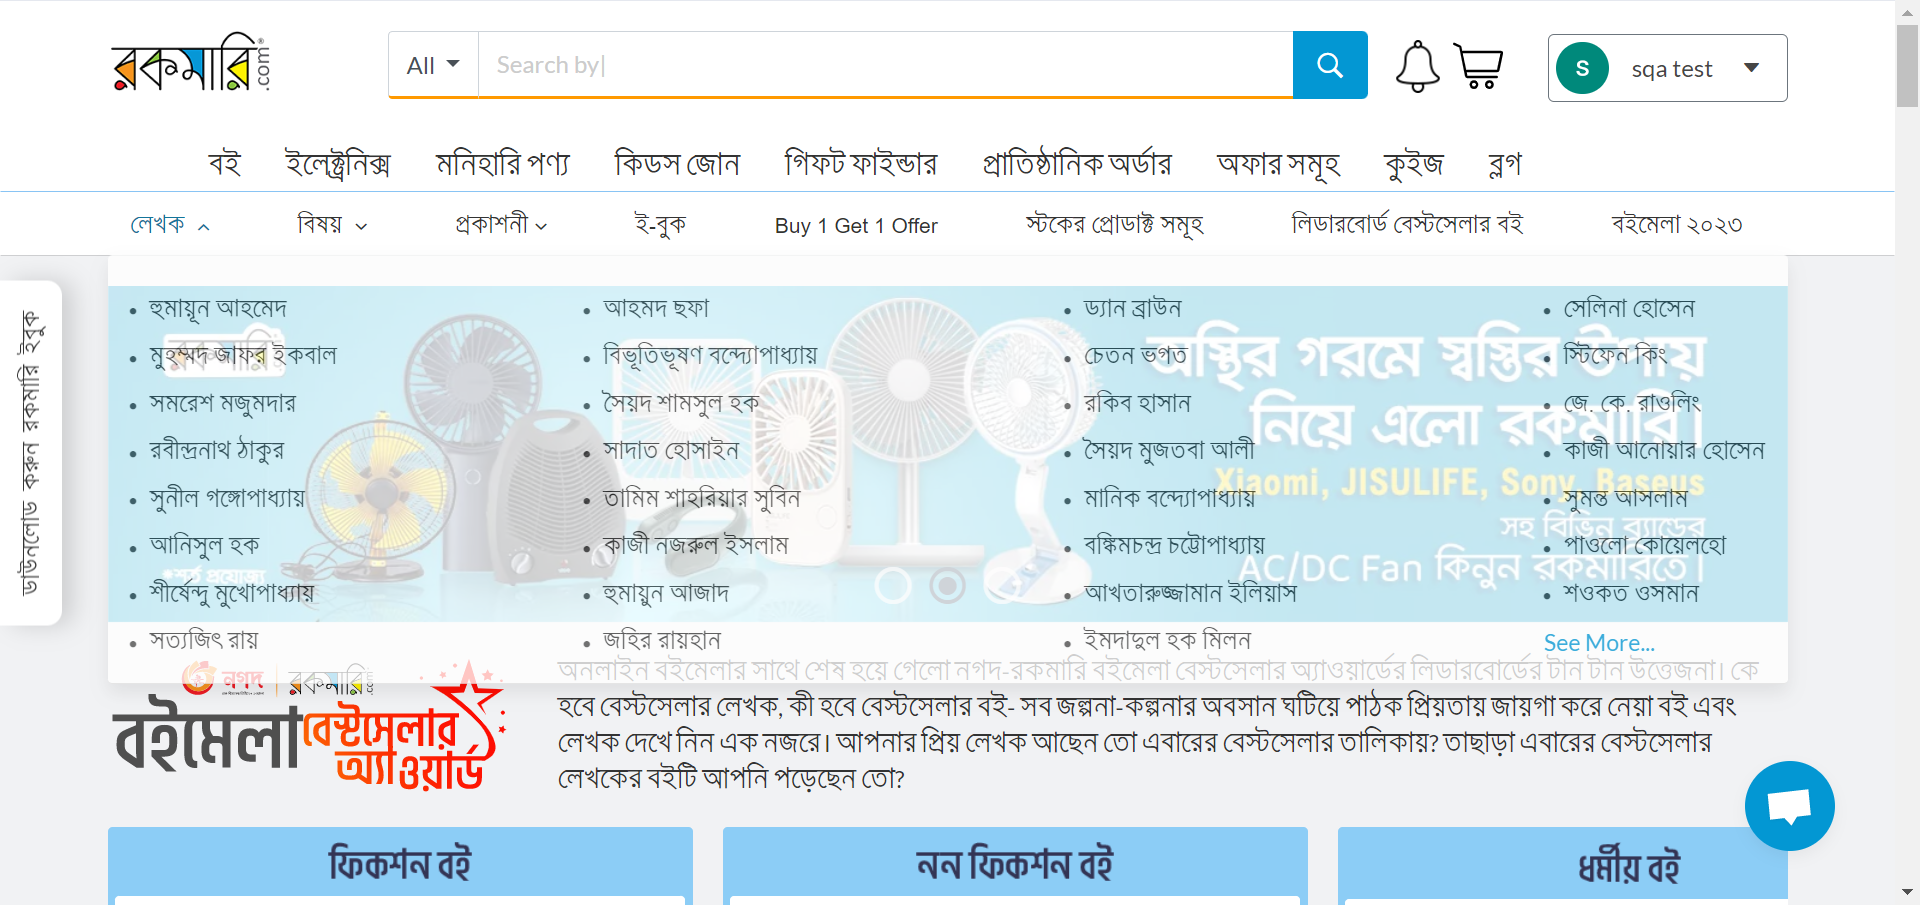 রকমারি
.com
All
Search by
S
sqa test
বই
ইলেক্ট্রনিক্স
মনিহারি পণ্য
কিডস জোন
গিফট ফাইন্ডার
প্রাতিষ্ঠানিক অর্ডার
অফার সমূহ
কুইজ
ব্লগ
লেখক
বিষয়
প্রকাশনী
ই-বুক
Buy 1 Get 1 Offer
স্টকের প্রোডাক্ট সমূহ
লিডারবোর্ড বেস্টসেলার বই
বইমেলা ২০২৩
ডাউনলোড করুন রকমারি ইবুক
হুমায়ূন আহমেদ
মুহম্মদ জাফর ইকবাল
সমরেশ মজুমদার
রবীন্দ্রনাথ ঠাকুর
সুনীল গঙ্গোপাধ্যায়
আনিসুল হক
শীর্ষেন্দু মুখোপাধ্যায়
সত্যজিৎ রায়
আহমদ ছফা
বিভূতিভূষণ বন্দ্যোপাধ্যায়
সৈয়দ শামসুল হক
সাদাত হোসাইন
তামিম শাহরিয়ার সুবিন
কাজী নজরুল ইসলাম
হুমায়ুন আজাদ
জহির রায়হান
ড্যান ব্রাউন
চেতন ভগত
রকিব হাসান
সৈয়দ মুজতবা আলী
মানিক বন্দ্যোপাধ্যায়
বঙ্কিমচন্দ্র চট্টোপাধ্যায়
আখতারুজ্জামান ইলিয়াস
ইমদাদুল হক মিলন
সেলিনা হোসেন
স্টিফেন কিং
জে. কে. রাওলিং
কাজী আনোয়ার হোসেন
সুমন্ত আসলাম
পাওলো কোয়েলহো
শওকত ওসমান
See More...
রকমারি
*শর্ত প্রযোজ্য
অস্থির গরমে স্বস্তির উপায়
নিয়ে এলো রকমারি।
Xiaomi, JISULIFE, Sony, Baseus
সহ বিভিন্ন ব্র্যান্ডের
AC/DC Fan কিনুন রকমারিতে।
নগদ
রকমারি
.com
বইমেলা
বেস্টসেলার
অ্যাওয়ার্ড
অনলাইন বইমেলার সাথে শেষ হয়ে গেলো নগদ-রকমারি বইমেলা বেস্টসেলার অ্যাওয়ার্ডের লিডারবোর্ডের টান টান উত্তেজনা। কে
হবে বেস্টসেলার লেখক, কী হবে বেস্টসেলার বই- সব জল্পনা-কল্পনার অবসান ঘটিয়ে পাঠক প্রিয়তায় জায়গা করে নেয়া বই এবং
লেখক দেখে নিন এক নজরে। আপনার প্রিয় লেখক আছেন তো এবারের বেস্টসেলার তালিকায়? তাছাড়া এবারের বেস্টসেলার
লেখকের বইটি আপনি পড়েছেন তো?
ফিকশন বই
নন ফিকশন বই
ধর্মীয় বই